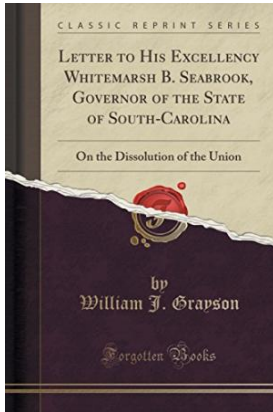 CLASSIC REPRINT SERIES
LETTER TO HIS EXCELLENCY
WHITEMARSH B. SEABROOK,
GOVERNOR OF THE STATE
OF SOUTH-CAROLINA
On the Dissolution of the Union
by
William J. Grayson
Forgotten Books